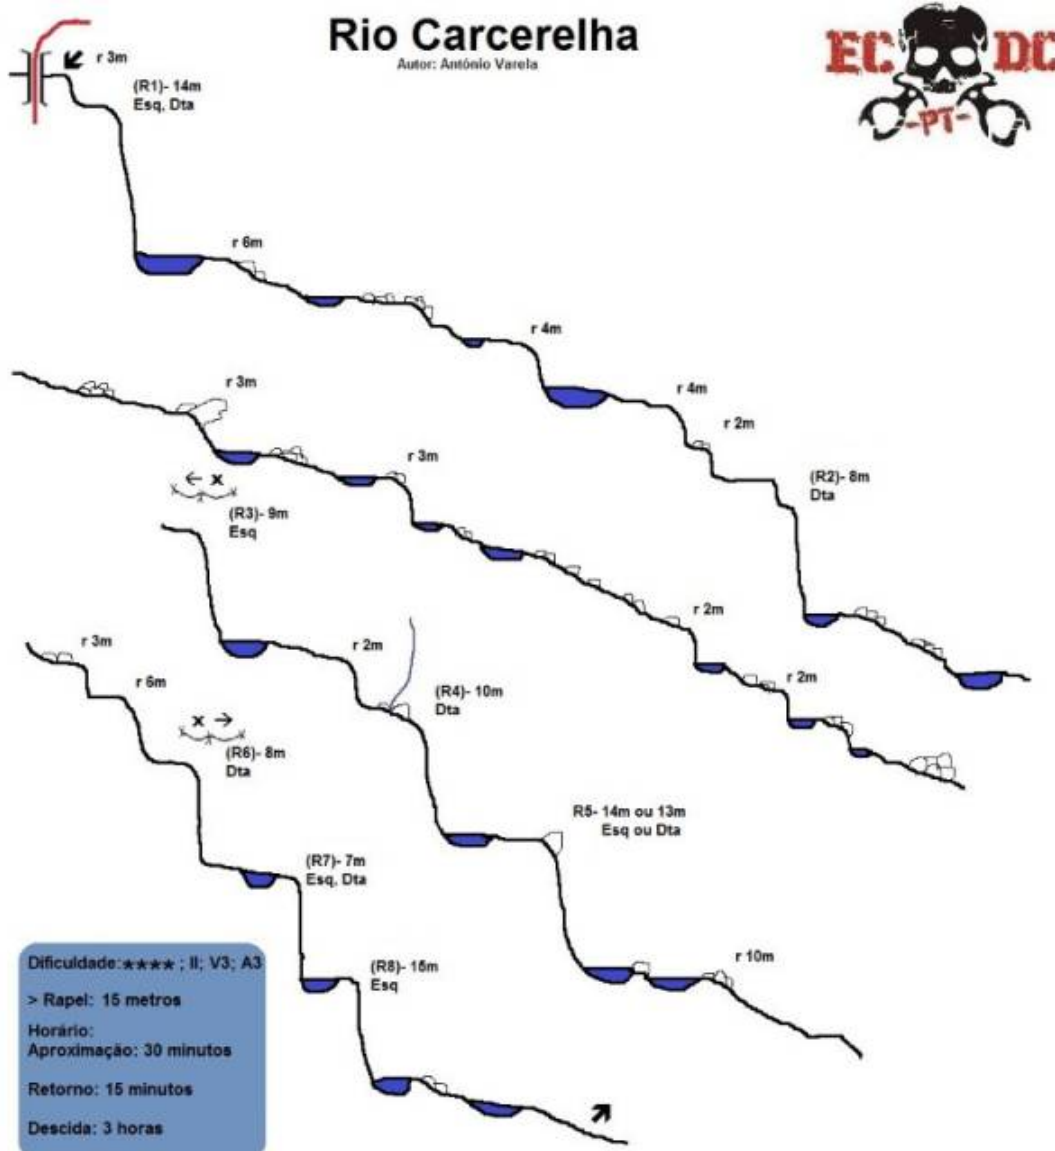 Rio Carcerelha
Autor: António Varela
EC DC
-PT-
r 3m
(R1)- 14m
Esq, Dta
r 6m
r 4m
r 4m
r 2m
(R2)- 8m
Dta
r 3m
r 3m
r 2m
r 2m
← x
(R3)- 9m
Esq
r 2m
(R4)- 10m
Dta
R5- 14m ou 13m
Esq ou Dta
r 10m
r 3m
r 6m
x →
(R6)- 8m
Dta
(R7)- 7m
Esq, Dta
(R8)- 15m
Esq
Dificuldade:★★★★ ; II; V3; A3
> Rapel: 15 metros
Horário:
Aproximação: 30 minutos
Retorno: 15 minutos
Descida: 3 horas